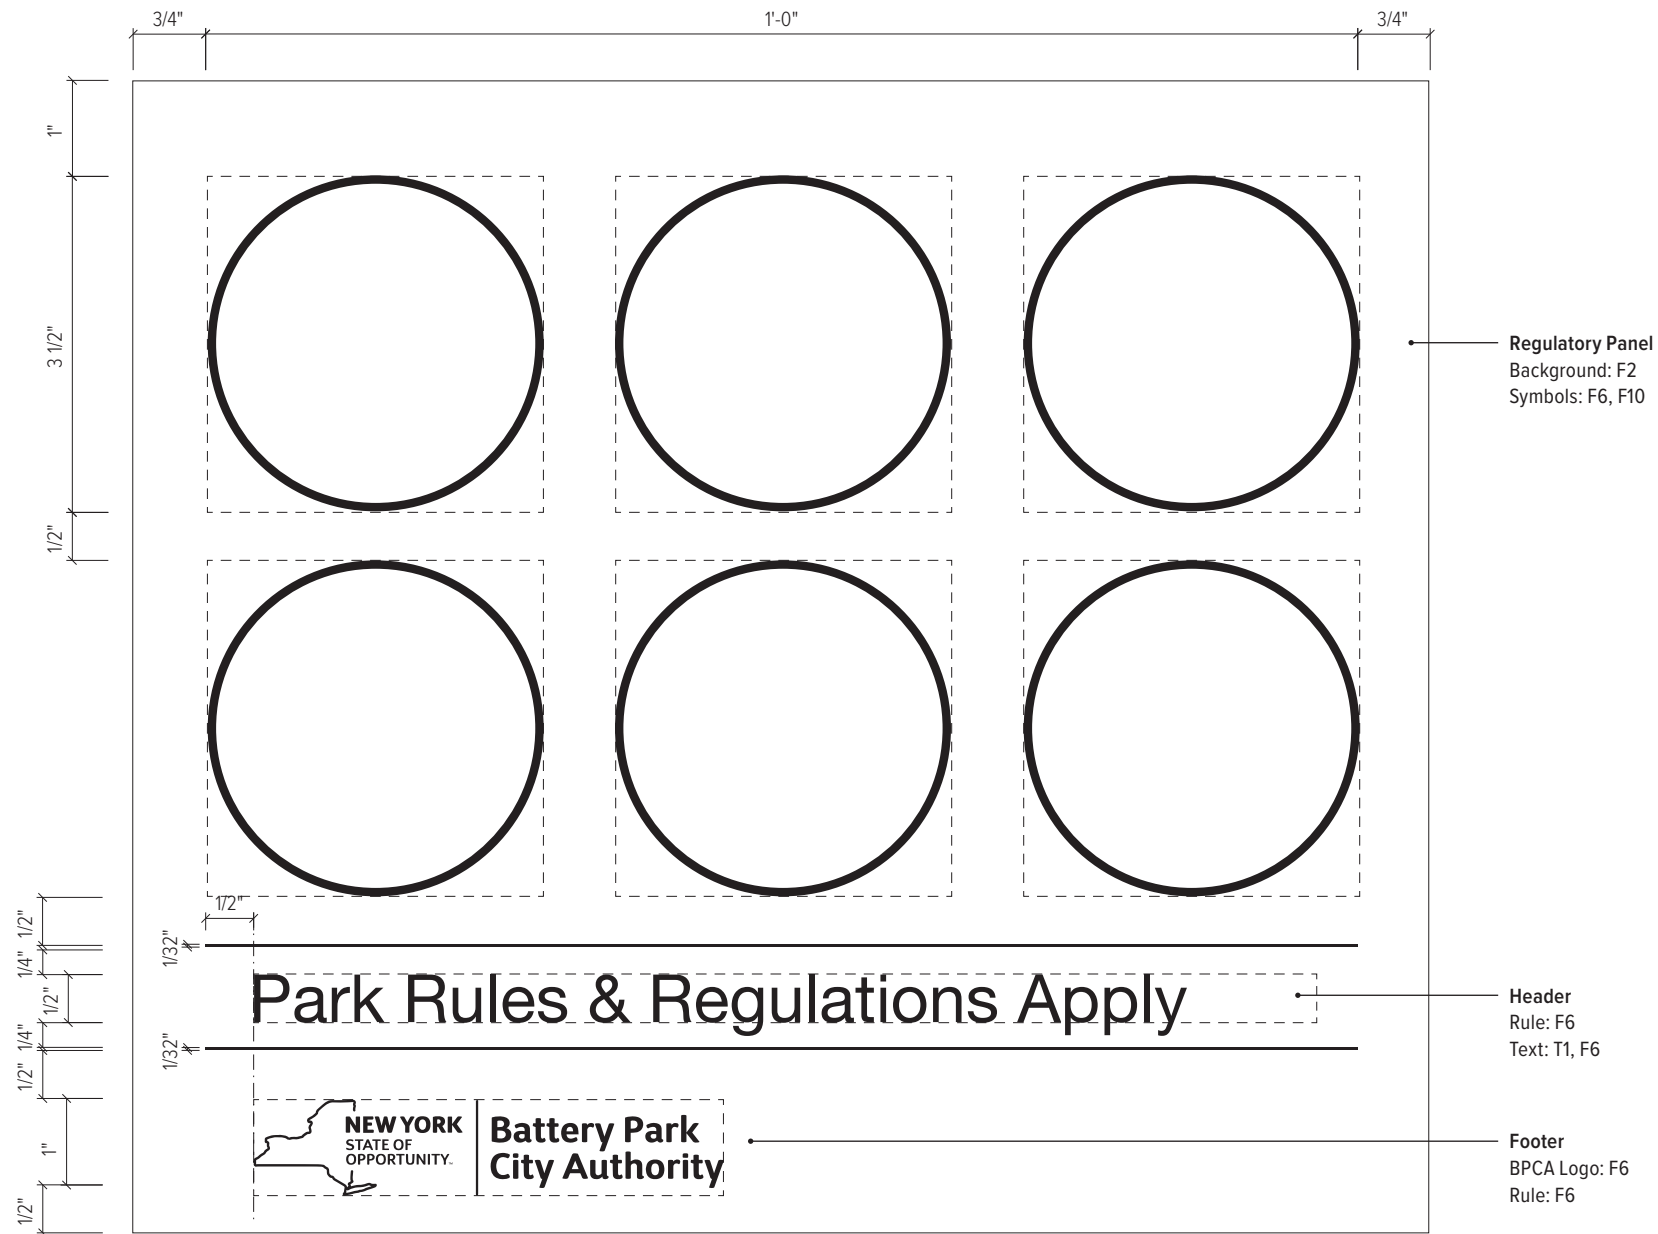 3/4" 1'-0" 3/4"
1"
3 1/2"
1/2"
Regulatory Panel
Background: F2
Symbols: F6, F10
1/2"
1/2"
1/32"
1/4"
1/2"
Park Rules & Regulations Apply
1/4"
1/32"
Header
Rule: F6
Text: T1, F6
1/2"
1"
NEW YORK
STATE OF
OPPORTUNITY™
Battery Park
City Authority
Footer
BPCA Logo: F6
Rule: F6
1/2"